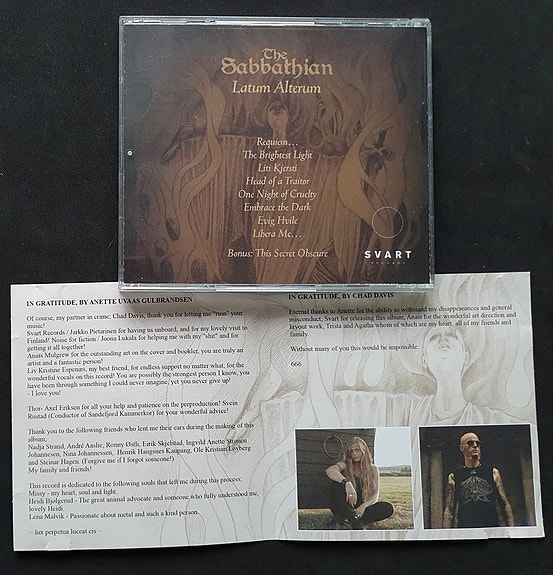 The
Sabbathian
Latum Alterum
Requiem...
The Brightest Light
Liti Kjersti
Head of a Traitor
One Night of Cruelty
Embrace the Dark
Evig Hvile
Libera Me...
Bonus: This Secret Obscure
SVART
RECORDS
IN GRATITUDE, BY ANETTE UVAAS GULBRANDSEN
Of course, my partner in crime; Chad Davis, thank you for letting me "ruin" your
music!
Svart Records / Jarkko Pietarinen for having us onboard, and for my lovely visit to
Finland! Noise for fiction / Joona Lukala for helping me with my "shit" and for
getting it all together!
Anaïs Mulgrew for the outstanding art on the cover and booklet, you are truly an
artist and a fantastic person!
Liv Kristine Espenæs, my best friend, for endless support no matter what, for the
wonderful vocals on this record! You are possibly the strongest person I know, you
have been through something I could never imagine, yet you never give up!
- I love you!
Thor- Axel Eriksen for all your help and patience on the preproduction! Svein
Rustad (Conductor of Sandefjord Kammerkor) for your wonderful advice!
Thank you to the following friends who lent me their ears during the making of this
album;
Nadja Strand, André Aaslie, Ronny Østli, Eirik Skjelstad, Ingvild Anette Strømen
Johannesen, Nina Johannessen, Henrik Haugsnes Kaupang, Ole Kristian Løyberg
and Steinar Hagen. (Forgive me if I forgot someone!)
My family and friends!
This record is dedicated to the following souls that left me during this process;
Missy - my heart, soul and light.
Heidi Bjølgerud - The great animal advocate and someone who fully understood me,
lovely Heidi
Lena Malvik - Passionate about metal and such a kind person.
– lux perpetua luceat eis –
IN GRATITUDE, BY CHAD DAVIS
Eternal thanks to Anette for the ability to withstand my disappearances and general
misconduct, Svart for releasing this album, Anaïs for the wonderful art direction and
layout work, Trista and Agatha whom of which are my heart, all of my friends and
family.
Without many of you this would be impossible.
666